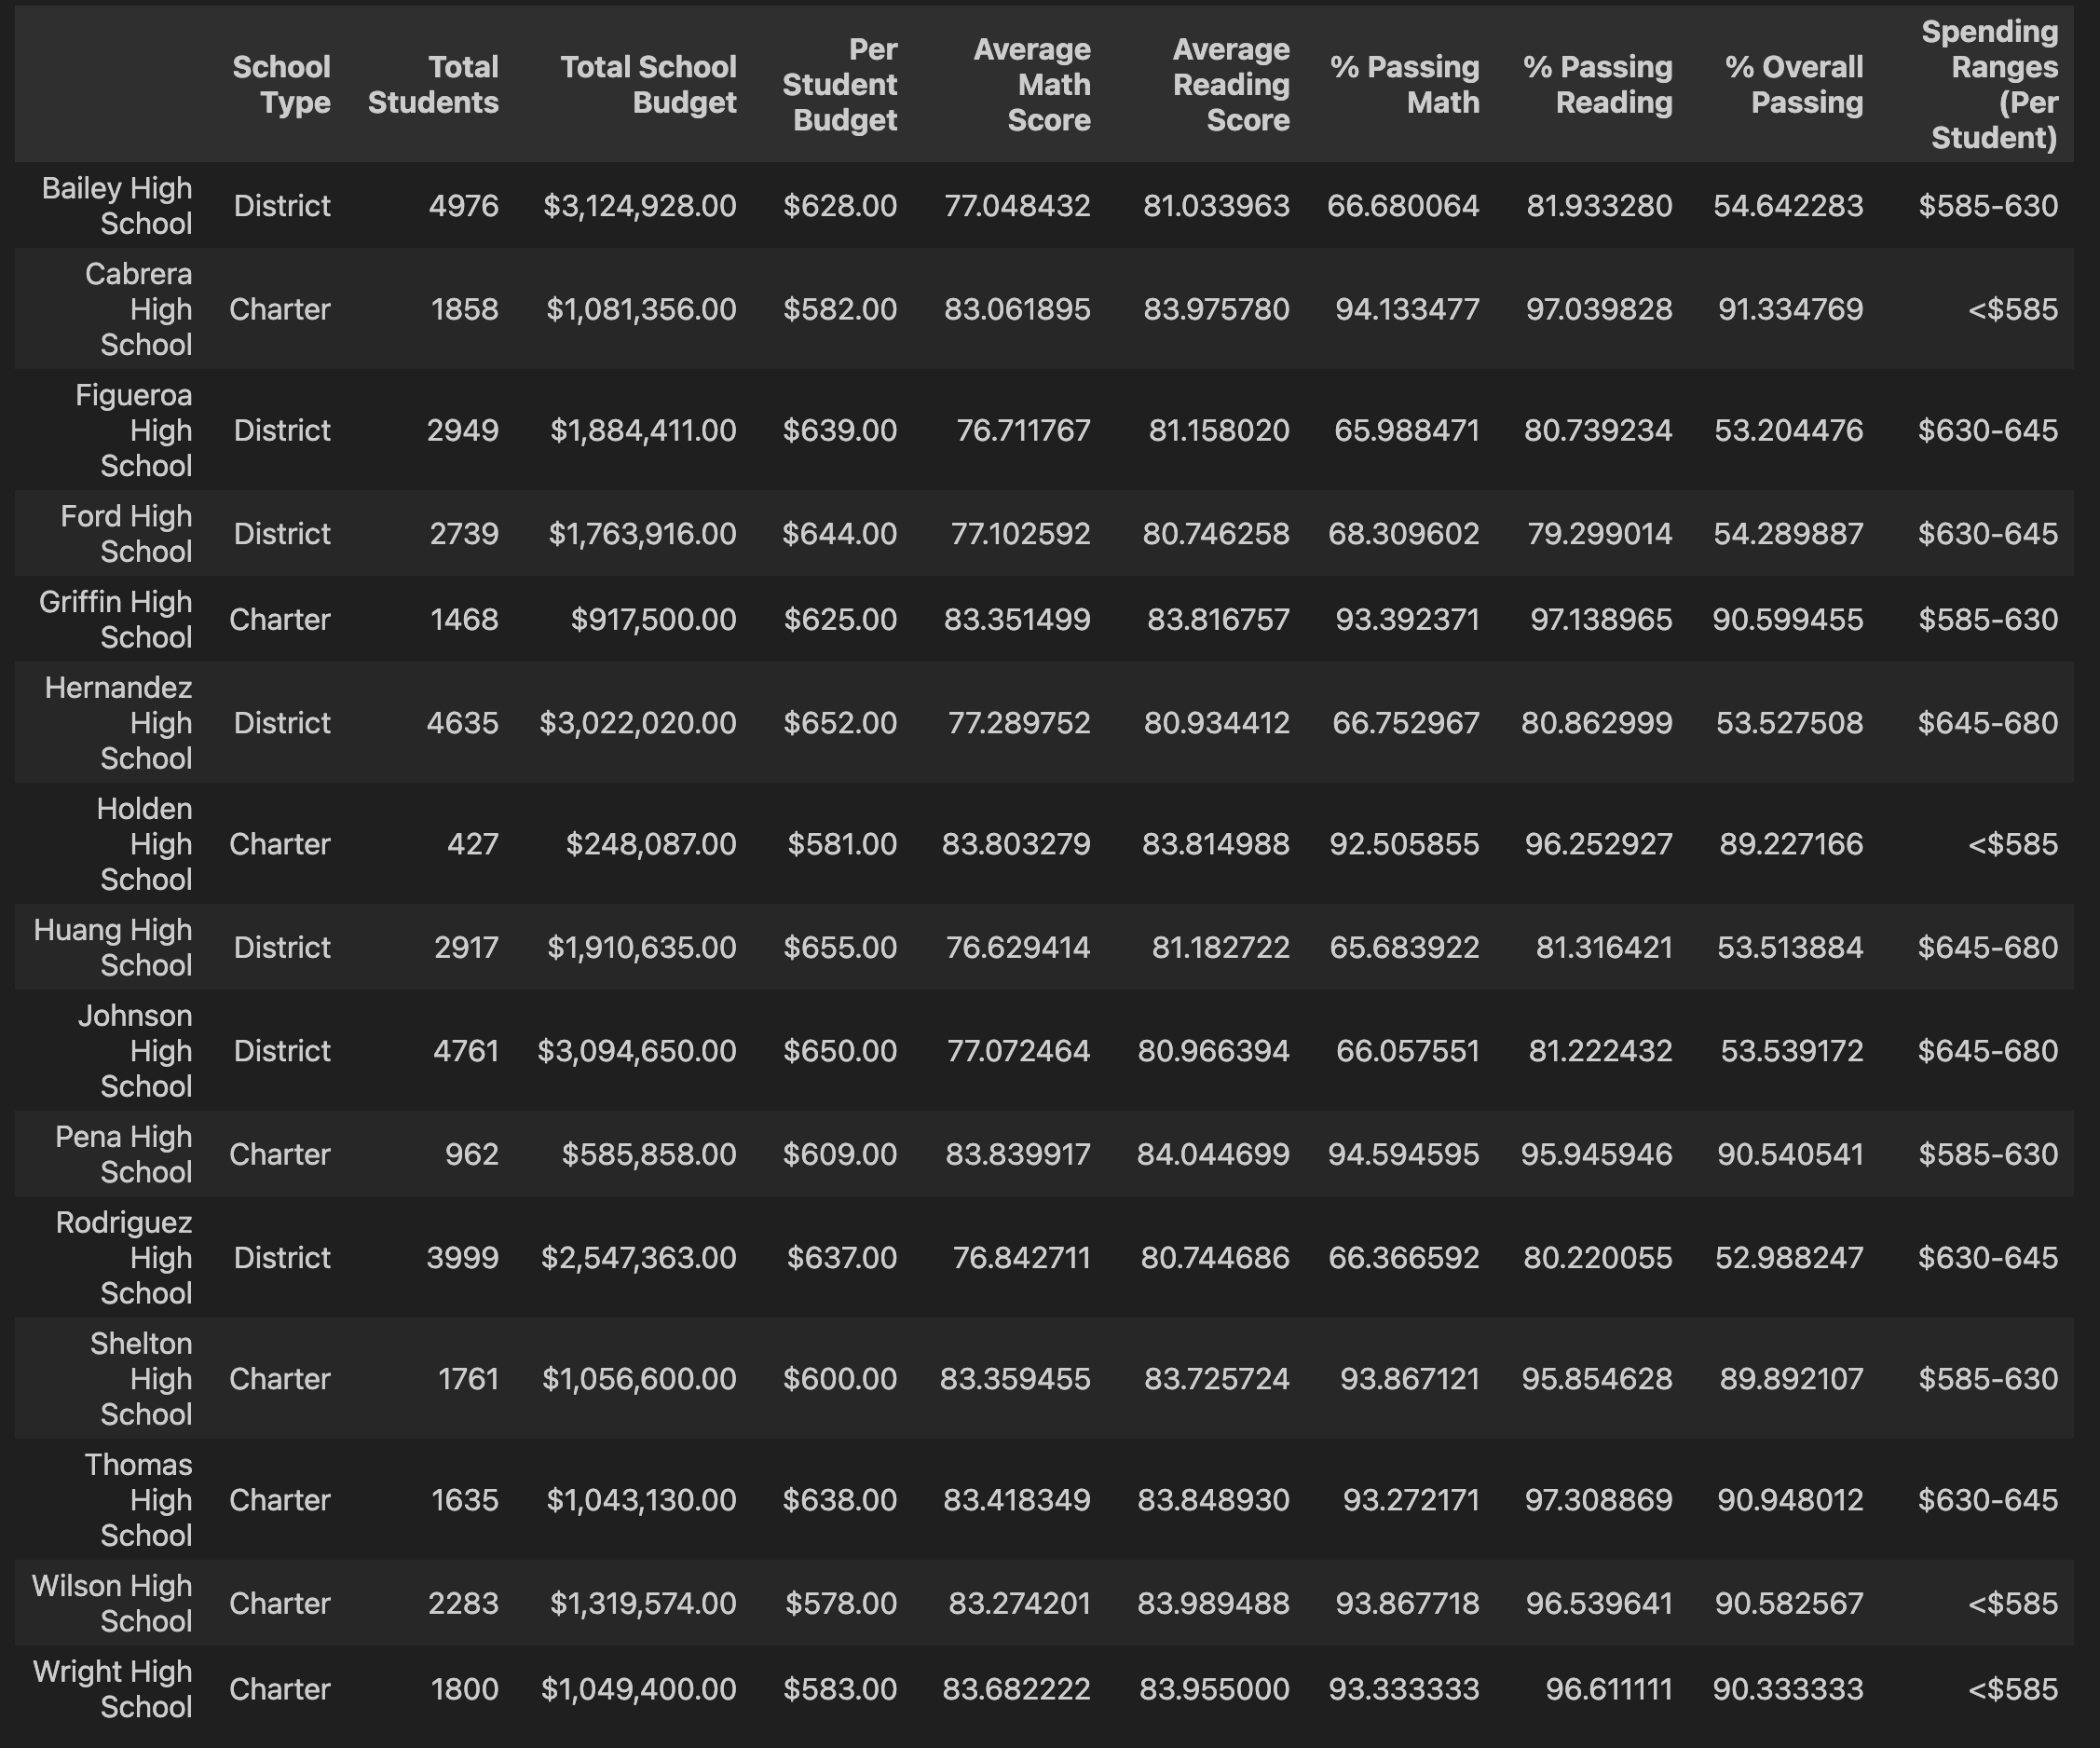 School Type Total Students Total School Budget Per Student Budget Average Math Score Average Reading Score % Passing Math % Passing Reading % Overall Passing Spending Ranges (Per Student)
Bailey High School District 4976 $3,124,928.00 $628.00 77.048432 81.033963 66.680064 81.933280 54.642283 $585-630
Cabrera High School Charter 1858 $1,081,356.00 $582.00 83.061895 83.975780 94.133477 97.039828 91.334769 <$585
Figueroa High School District 2949 $1,884,411.00 $639.00 76.711767 81.158020 65.988471 80.739234 53.204476 $630-645
Ford High School District 2739 $1,763,916.00 $644.00 77.102592 80.746258 68.309602 79.299014 54.289887 $630-645
Griffin High School Charter 1468 $917,500.00 $625.00 83.351499 83.816757 93.392371 97.138965 90.599455 $585-630
Hernandez High School District 4635 $3,022,020.00 $652.00 77.289752 80.934412 66.752967 80.862999 53.527508 $645-680
Holden High School Charter 427 $248,087.00 $581.00 83.803279 83.814988 92.505855 96.252927 89.227166 <$585
Huang High School District 2917 $1,910,635.00 $655.00 76.629414 81.182722 65.683922 81.316421 53.513884 $645-680
Johnson High School District 4761 $3,094,650.00 $650.00 77.072464 80.966394 66.057551 81.222432 53.539172 $645-680
Pena High School Charter 962 $585,858.00 $609.00 83.839917 84.044699 94.594595 95.945946 90.540541 $585-630
Rodriguez High School District 3999 $2,547,363.00 $637.00 76.842711 80.744686 66.366592 80.220055 52.988247 $630-645
Shelton High School Charter 1761 $1,056,600.00 $600.00 83.359455 83.725724 93.867121 95.854628 89.892107 $585-630
Thomas High School Charter 1635 $1,043,130.00 $638.00 83.418349 83.848930 93.272171 97.308869 90.948012 $630-645
Wilson High School Charter 2283 $1,319,574.00 $578.00 83.274201 83.989488 93.867718 96.539641 90.582567 <$585
Wright High School Charter 1800 $1,049,400.00 $583.00 83.682222 83.955000 93.333333 96.611111 90.333333 <$585